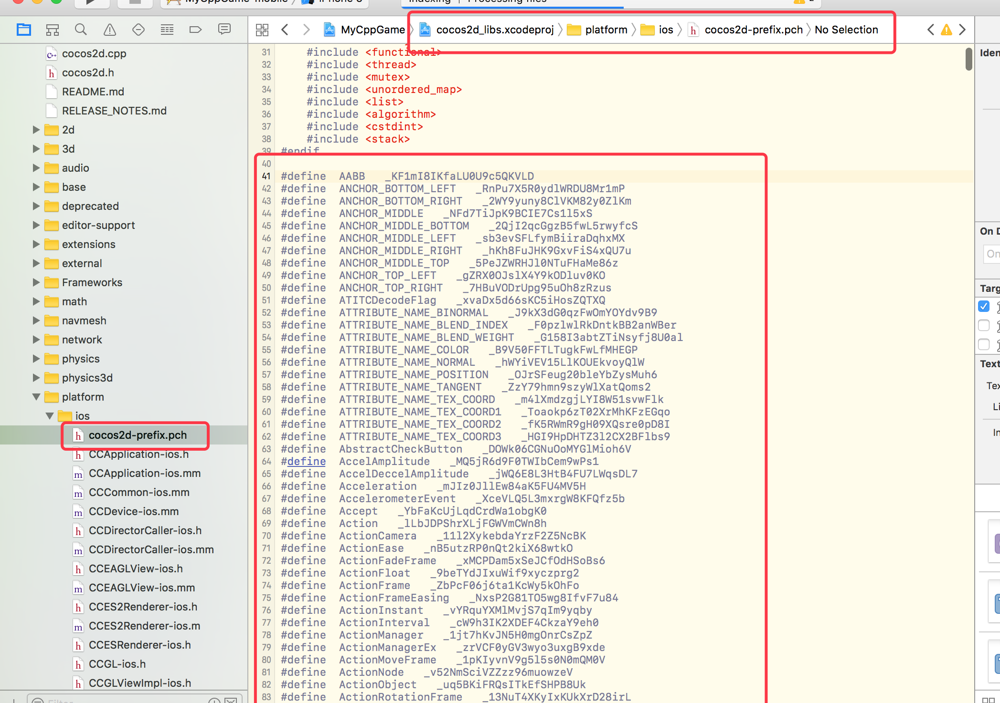 MyCppGame
cocos2d_libs.xcodeproj
platform
ios
h cocos2d-prefix.pch
No Selection
cocos2d.cpp
cocos2d.h
README.md
RELEASE_NOTES.md
2d
3d
audio
base
deprecated
editor-support
extensions
external
Frameworks
math
navmesh
network
physics
physics3d
platform
ios
cocos2d-prefix.pch
CCApplication-ios.h
CCApplication-ios.mm
CCCommon-ios.mm
CCDevice-ios.mm
CCDirectorCaller-ios.h
CCDirectorCaller-ios.mm
CCEAGLView-ios.h
CCEAGLView-ios.mm
CCES2Renderer-ios.h
CCES2Renderer-ios.m
CCESRenderer-ios.h
CCGL-ios.h
CCGLViewImpl-ios.h
31 #include <functional>
32 #include <thread>
33 #include <mutex>
34 #include <unordered_map>
35 #include <list>
36 #include <algorithm>
37 #include <cstdint>
38 #include <stack>
39 #endif
40
41 #define AABB _KF1mI8IKfaLU0U9c5QKVLD
42 #define ANCHOR_BOTTOM_LEFT _RnPu7X5R0ydlWRDU8Mr1mP
43 #define ANCHOR_BOTTOM_RIGHT _2WY9yuny8ClVKM82y0ZlKm
44 #define ANCHOR_MIDDLE _NFd7TiJpK9BCIE7Cs1l5xS
45 #define ANCHOR_MIDDLE_BOTTOM _2QjI2qcGgzB5fwL5rwyfcS
46 #define ANCHOR_MIDDLE_LEFT _sb3evSFLfymBiiraDqhxMX
47 #define ANCHOR_MIDDLE_RIGHT _hKh8FuJHK9GxvFiS4xQU7u
48 #define ANCHOR_MIDDLE_TOP _5PeJZWRHJl0NTuFHaMe86z
49 #define ANCHOR_TOP_LEFT _gZRX0OJslX4Y9kODluv0KO
50 #define ANCHOR_TOP_RIGHT _7HBuVODrUpg95uOh8zRzus
51 #define ATITCDecodeFlag _xvaDx5d66sKC5iHosZQTXQ
52 #define ATTRIBUTE_NAME_BINORMAL _J9kX3dG0qzFwOmYOYdv9B9
53 #define ATTRIBUTE_NAME_BLEND_INDEX _F0pzlwlRkDntkBB2anWBer
54 #define ATTRIBUTE_NAME_BLEND_WEIGHT _G158I3abtZTiNsyfj8U0al
55 #define ATTRIBUTE_NAME_COLOR _B9V50FFTLTugkFwLfMHEGP
56 #define ATTRIBUTE_NAME_NORMAL _hWYiVEV15LlKOUEkvoyQlW
57 #define ATTRIBUTE_NAME_POSITION _OJrSFeug20bleYbZysMuh6
58 #define ATTRIBUTE_NAME_TANGENT _ZzY79hmn9szyWlXatQoms2
59 #define ATTRIBUTE_NAME_TEX_COORD _m4lXmdzgjLYI8W51svwFlk
60 #define ATTRIBUTE_NAME_TEX_COORD1 _Toaokp6zT02XrMhKFzEGqo
61 #define ATTRIBUTE_NAME_TEX_COORD2 _fK5RWmR9gH09XQsre0pD8I
62 #define ATTRIBUTE_NAME_TEX_COORD3 _HGI9HpDHTZ3l2CX2BFlbs9
63 #define AbstractCheckButton _DOWk06CGNuOoMYGlMioh6V
64 #define AccelAmplitude _MQ5jR6d9F0TWIbCem9wPs1
65 #define AccelDeccelAmplitude _jWQ6E8L3HtB4FU7LWqsDL7
66 #define Acceleration _mJIz0JllEw84aK5FU4MV5H
67 #define AccelerometerEvent _XceVLQ5L3mxrgW8KFQfz5b
68 #define Accept _YbFaKcUjLqdCrdWa1obgK0
69 #define Action _lLbJDPShrXLjFGWVmCWn8h
70 #define ActionCamera _11l2XykebdaYrzF2Z5NcBK
71 #define ActionEase _nB5utzRP0nQt2kiX68wtkO
72 #define ActionFadeFrame _xMCPDam5xSeJCfOdHSoBs6
73 #define ActionFloat _9beTYdJIxuWif9xyczprg2
74 #define ActionFrame _ZbPcF06j6ta1KcWy5kOhFo
75 #define ActionFrameEasing _NxsP2G81TO5wg8IfvF7u84
76 #define ActionInstant _vYRquYXMlMvjS7qIm9yqby
77 #define ActionInterval _cW9h3IK2XDEF4CkzaY9eh0
78 #define ActionManager _1jt7hKvJN5H0mgOnrCsZpZ
79 #define ActionManagerEx _zrVCF0yGV3wyo3uxgB9xde
80 #define ActionMoveFrame _1pKIyvnV9g5l5s0N0mQM0V
81 #define ActionNode _v52NmSciVZZzz96muowzeV
82 #define ActionObject _uq5BKiFRQsITkEfSHPB8Uk
83 #define ActionRotationFrame _13NuT4XKyIxKUkXrD28irL